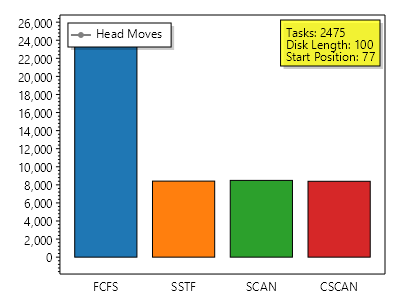 26,000
24,000
22,000
20,000
18,000
16,000
14,000
12,000
10,000
8,000
6,000
4,000
2,000
0
Head Moves
Tasks: 2475
Disk Length: 100
Start Position: 77
FCFS SSTF SCAN CSCAN